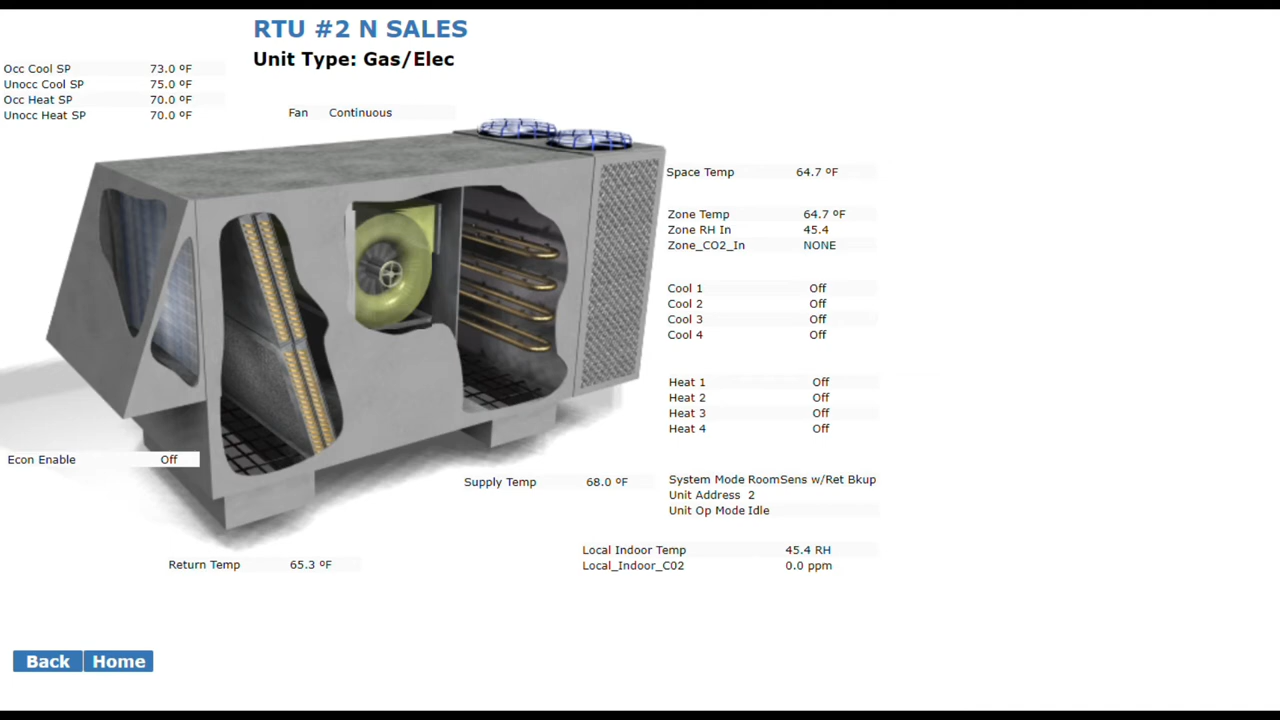 RTU #2 N SALES
Unit Type: Gas/Elec
Occ Cool SP 73.0 ºF
Unocc Cool SP 75.0 ºF
Occ Heat SP 70.0 ºF
Unocc Heat SP 70.0 ºF
Fan Continuous
Space Temp 64.7 ºF
Zone Temp 64.7 ºF
Zone RH In 45.4
Zone_CO2_In NONE
Cool 1 Off
Cool 2 Off
Cool 3 Off
Cool 4 Off
Heat 1 Off
Heat 2 Off
Heat 3 Off
Heat 4 Off
Econ Enable Off
Supply Temp 68.0 ºF
System Mode RoomSens w/Ret Bkup
Unit Address 2
Unit Op Mode Idle
Return Temp 65.3 ºF
Local Indoor Temp 45.4 RH
Local_Indoor_C02 0.0 ppm
Back Home